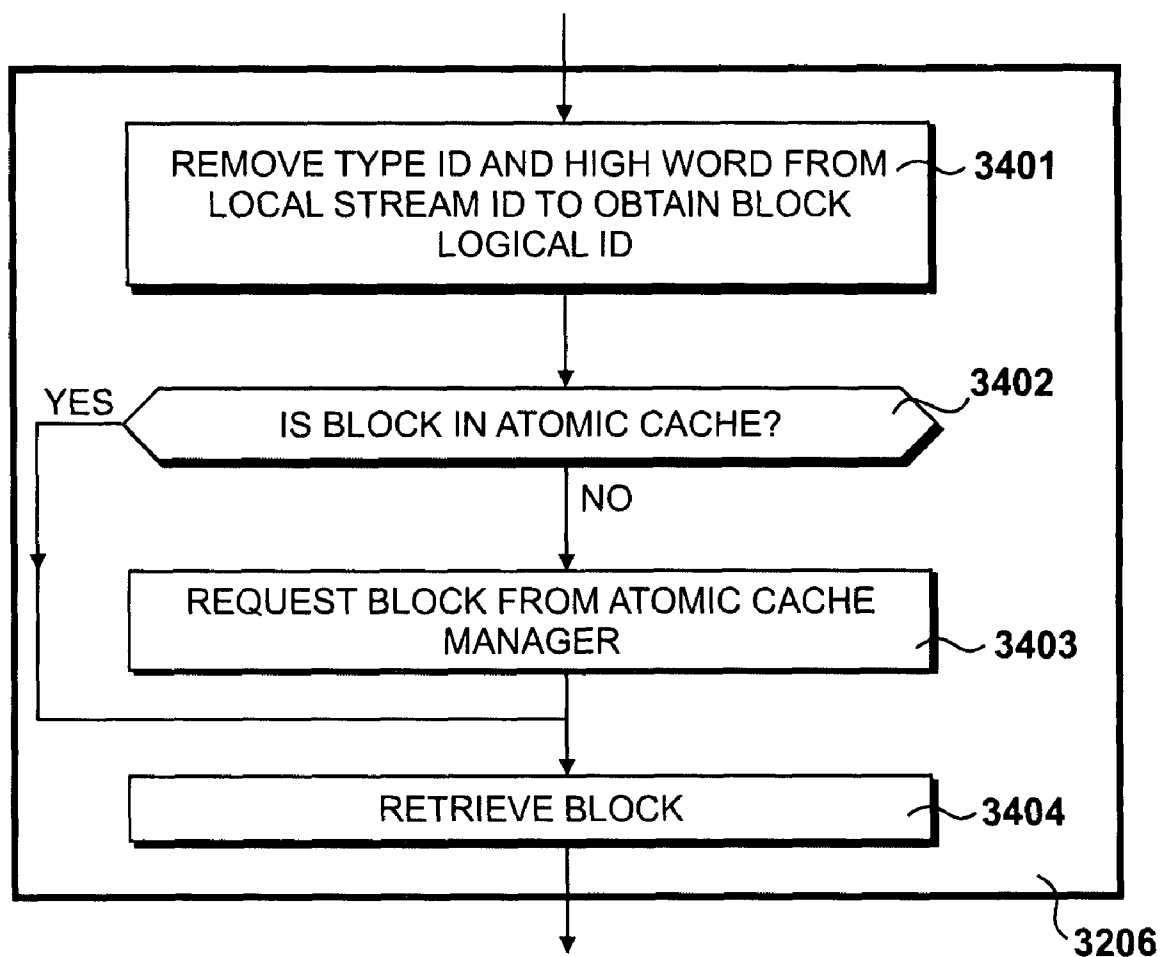 REMOVE TYPE ID AND HIGH WORD FROM
LOCAL STREAM ID TO OBTAIN BLOCK
LOGICAL ID
3401
YES
IS BLOCK IN ATOMIC CACHE?
3402
NO
REQUEST BLOCK FROM ATOMIC CACHE
MANAGER
3403
RETRIEVE BLOCK
3404
3206